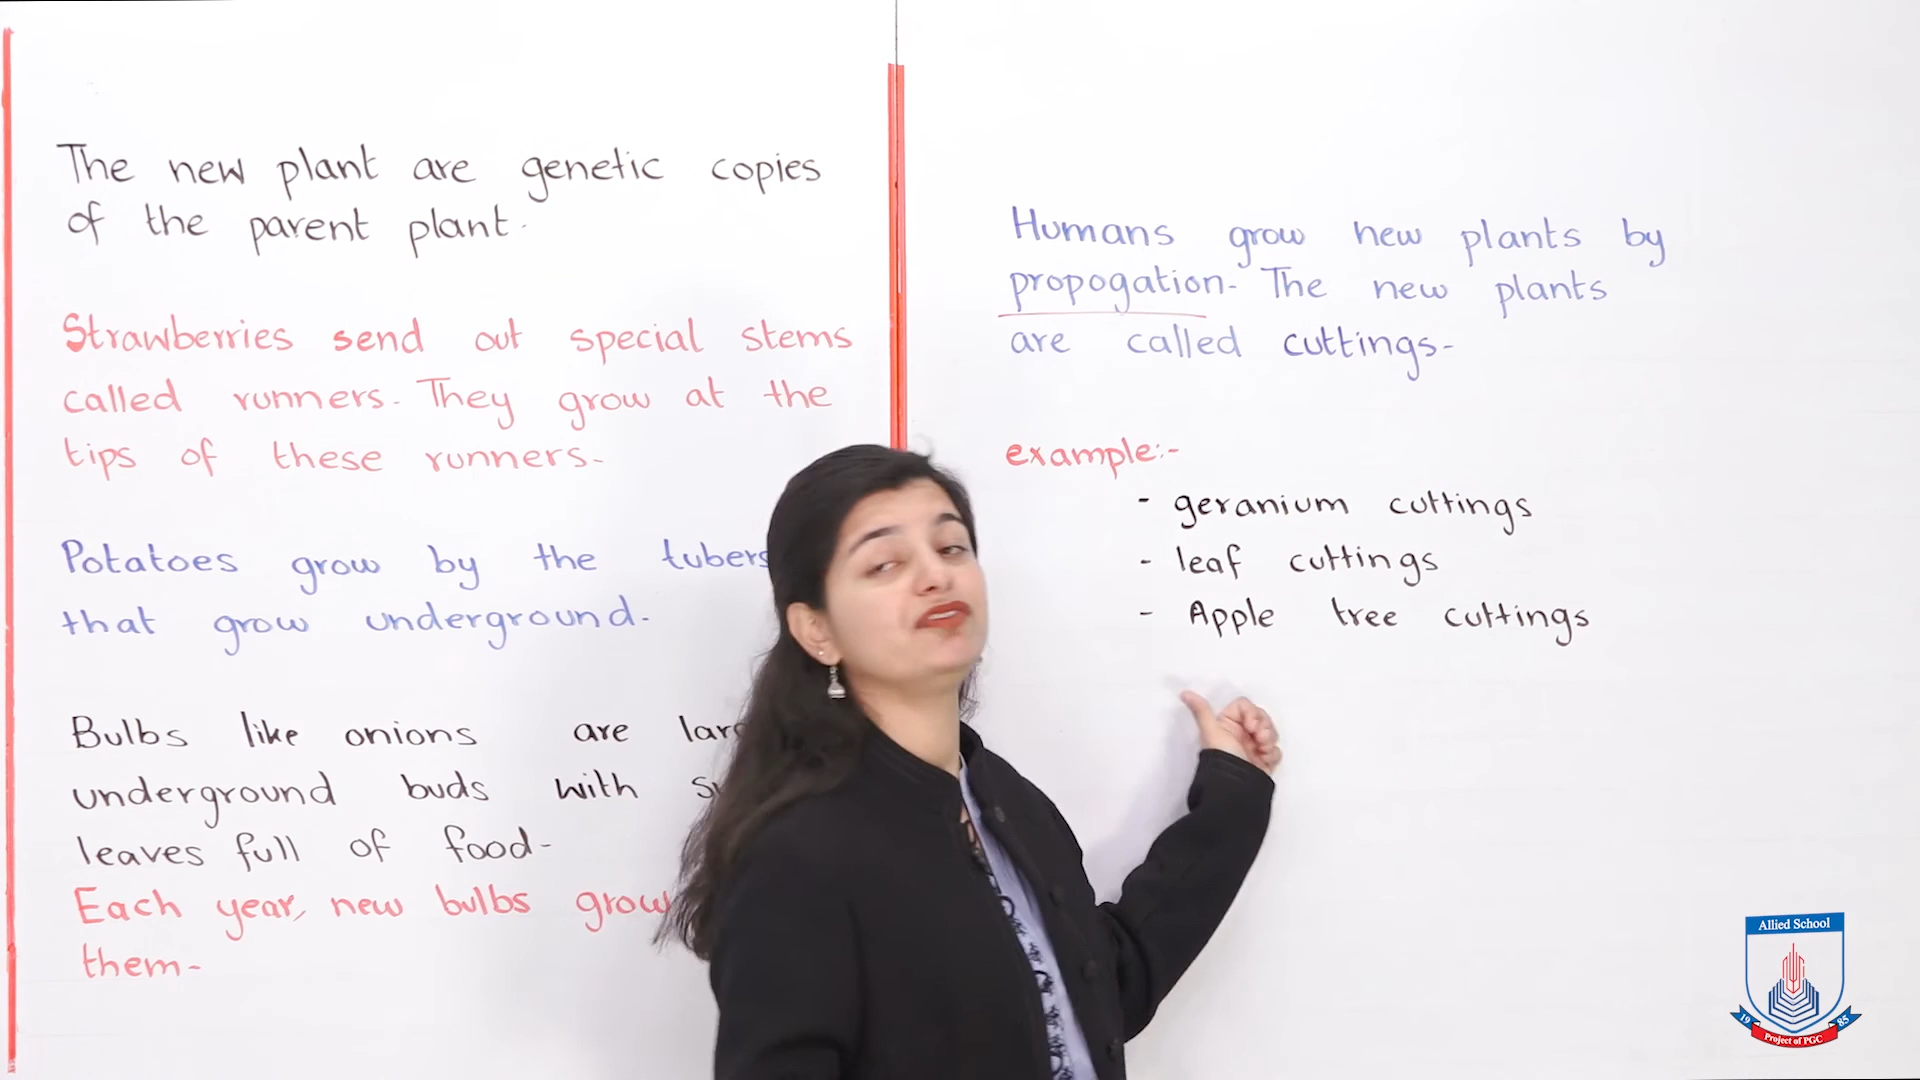 The new plant are genetic copies
of the parent plant.
Strawberries send out special stems
called runners. They grow at the
tips of these runners.
Potatoes grow by the tubers
that grow underground.
Bulbs like onions are
underground buds with
leaves full of food.
Each year, new bulbs grow
them.
Humans grow new plants by
propogation. The new plants
are called cuttings.
example:-
- geranium cuttings
- leaf cuttings
- Apple tree cuttings
Allied School
19 85
Project of PGC